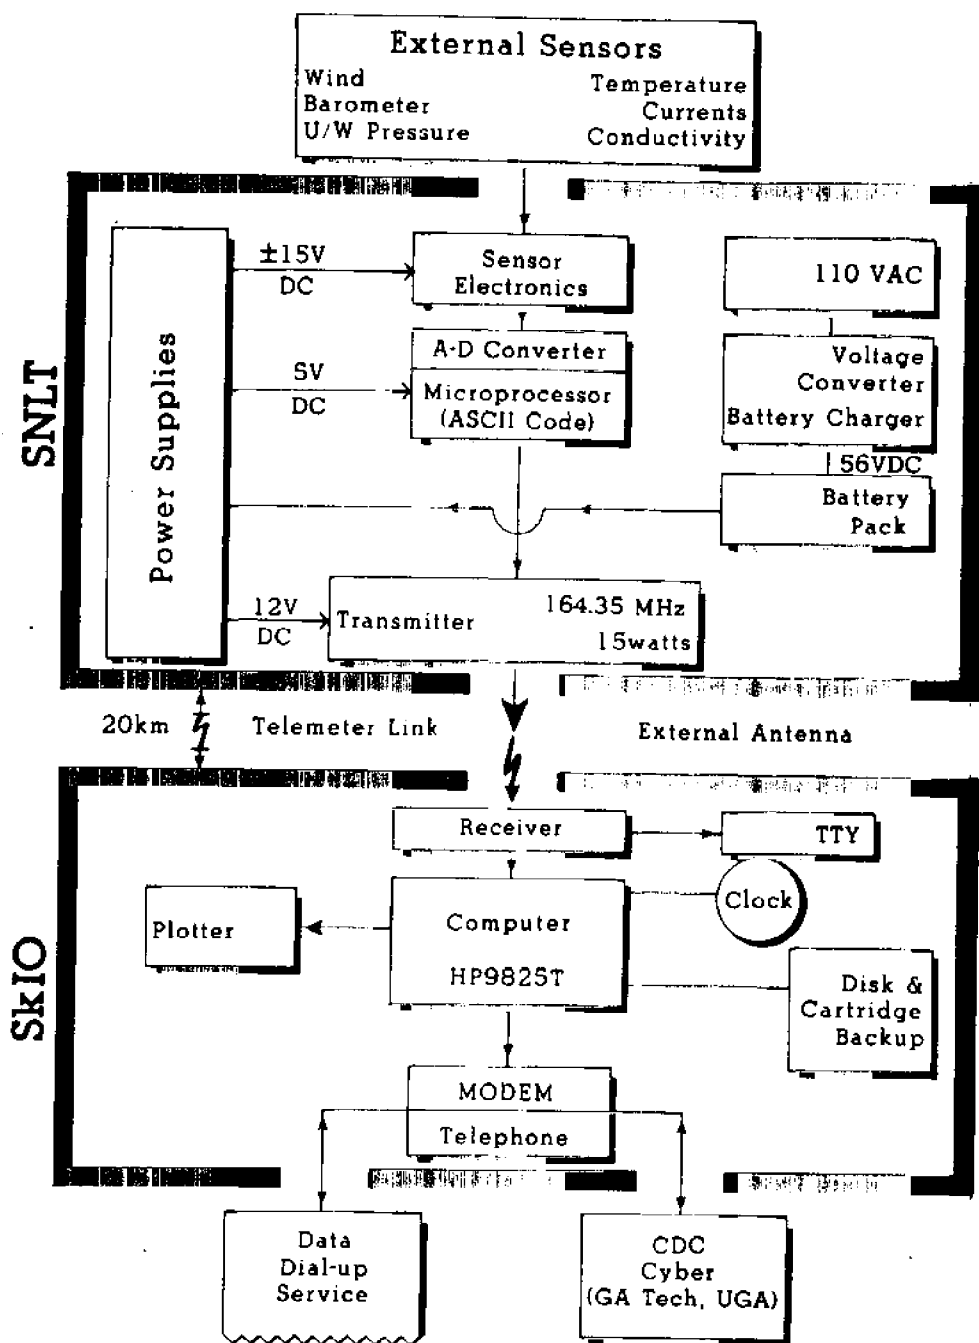 External Sensors
Wind
Barometer
U/W Pressure
Temperature
Currents
Conductivity
SNLT
Power Supplies
±15V
DC
Sensor
Electronics
110 VAC
A-D Converter
Microprocessor
(ASCII Code)
5V
DC
Voltage
Converter
Battery Charger
56VDC
Battery
Pack
12V
DC
Transmitter
164.35 MHz
15watts
20km
Telemeter Link
External Antenna
SkIO
Receiver
TTY
Clock
Plotter
Computer
HP9825T
Disk &
Cartridge
Backup
MODEM
Telephone
Data
Dial-up
Service
CDC
Cyber
(GA Tech, UGA)